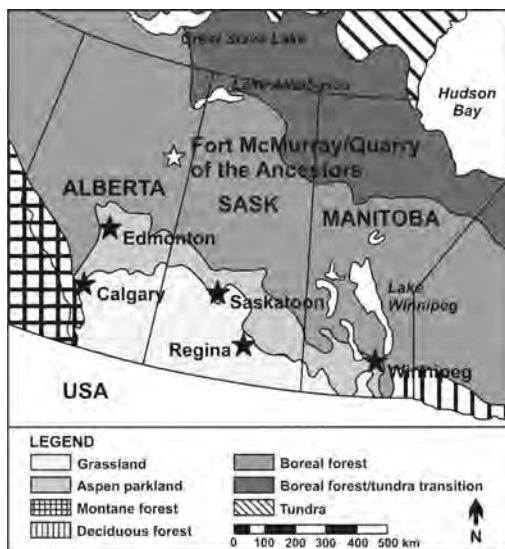 Great Slave Lake
Lake Athabasca
Hudson
Bay
Fort McMurray/Quarry
of the Ancestors
ALBERTA
SASK
MANITOBA
Edmonton
Calgary
Saskatoon
Lake
Winnipeg
Regina
Winnipeg
USA
LEGEND
Grassland
Boreal forest
Aspen parkland
Boreal forest/tundra transition
Montane forest
Tundra
Deciduous forest
0 100 200 300 400 500 km
N